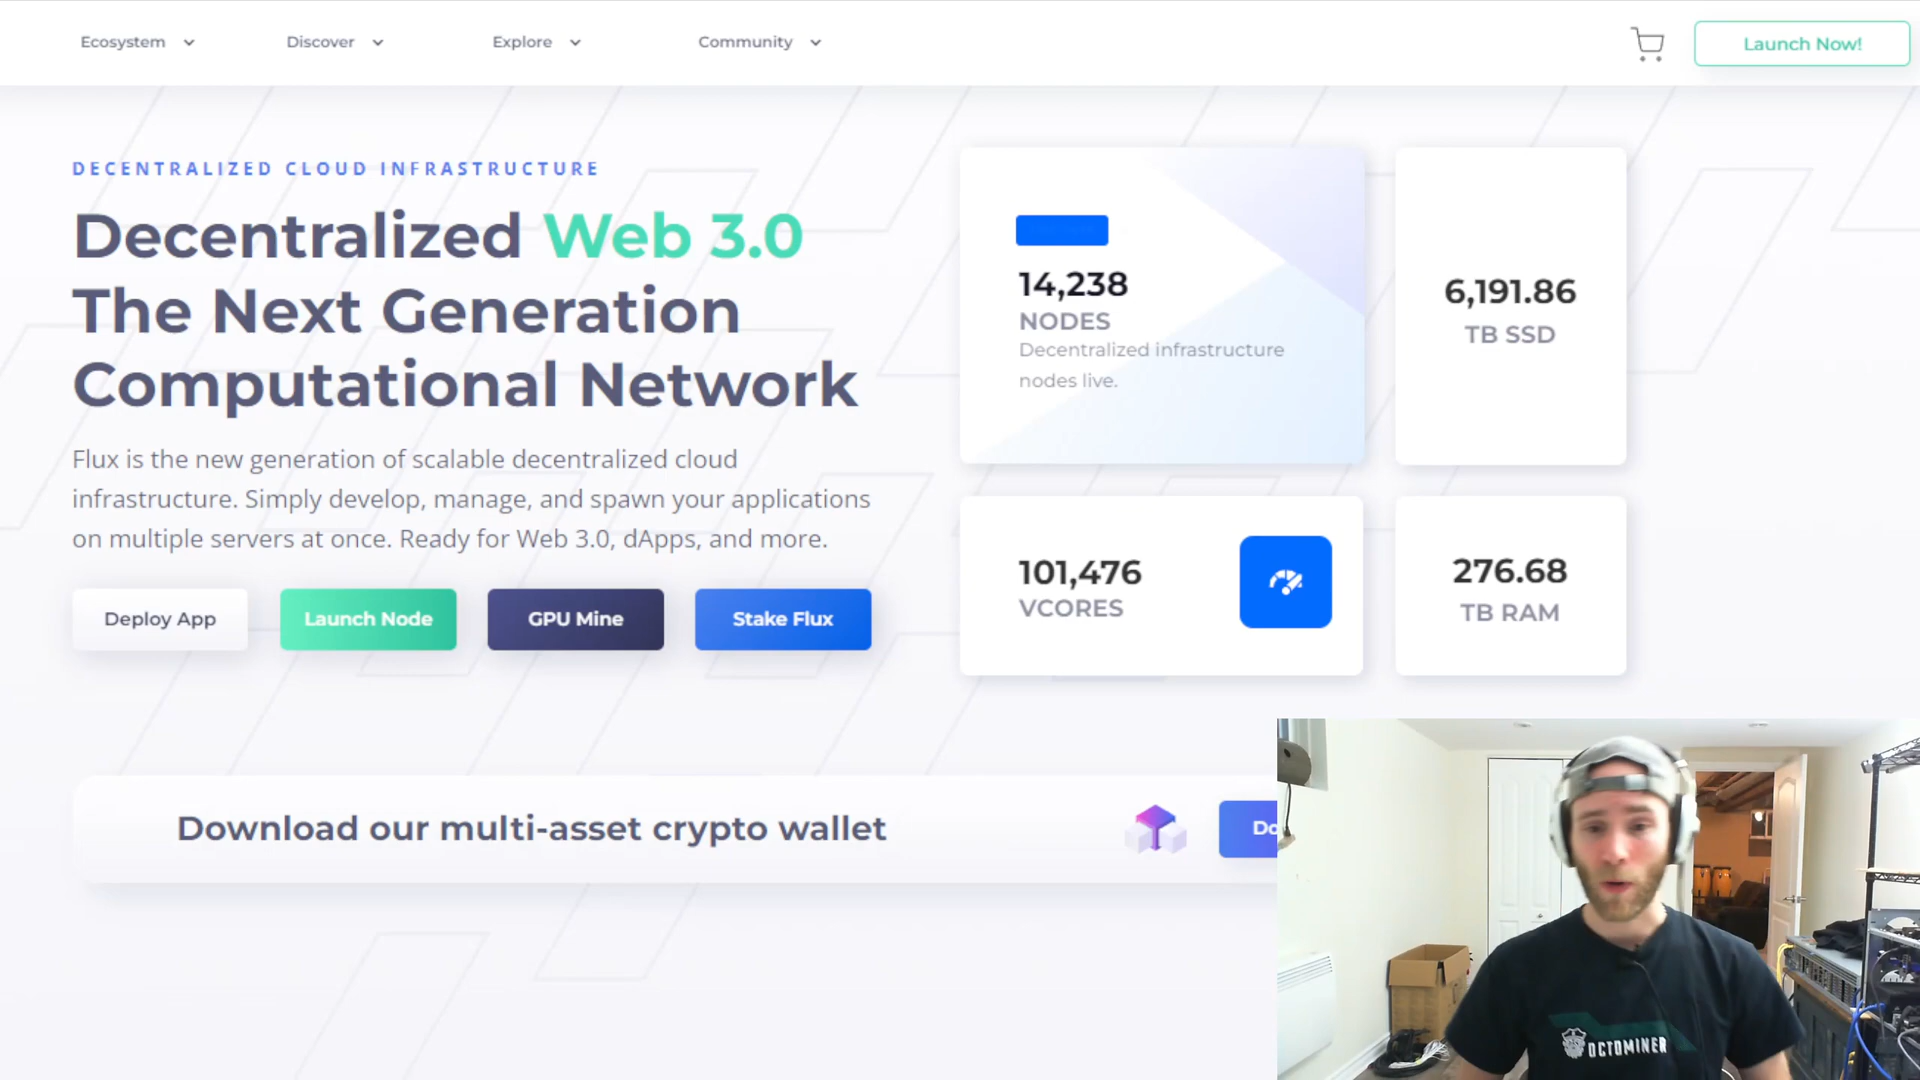 Ecosystem
Discover
Explore
Community
Launch Now!
DECENTRALIZED CLOUD INFRASTRUCTURE
Decentralized Web 3.0
The Next Generation
Computational Network
Flux is the new generation of scalable decentralized cloud
infrastructure. Simply develop, manage, and spawn your applications
on multiple servers at once. Ready for Web 3.0, dApps, and more.
Deploy App
Launch Node
GPU Mine
Stake Flux
14,238
NODES
Decentralized infrastructure
nodes live.
6,191.86
TB SSD
101,476
VCORES
276.68
TB RAM
Download our multi-asset crypto wallet
Do
OCTOMINER